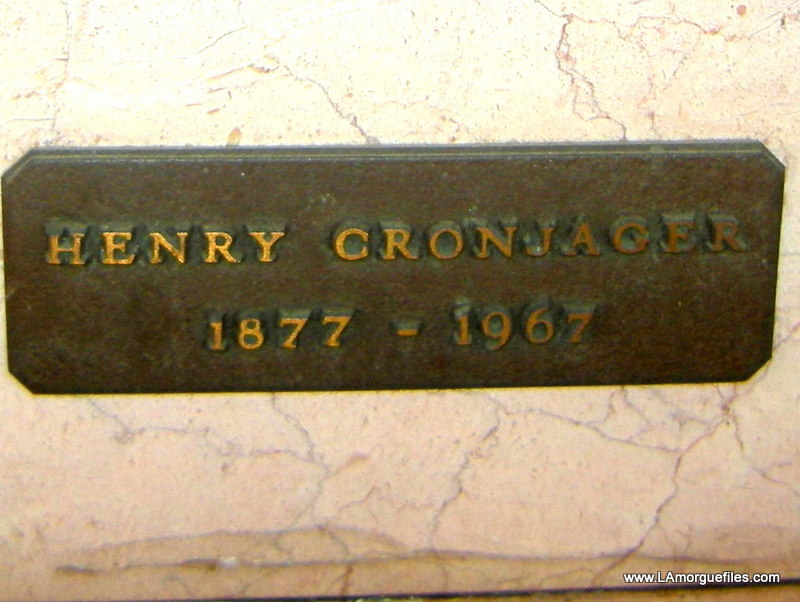 HENRY CRONJAGER
1877 - 1967
www.LAmorguefiles.com